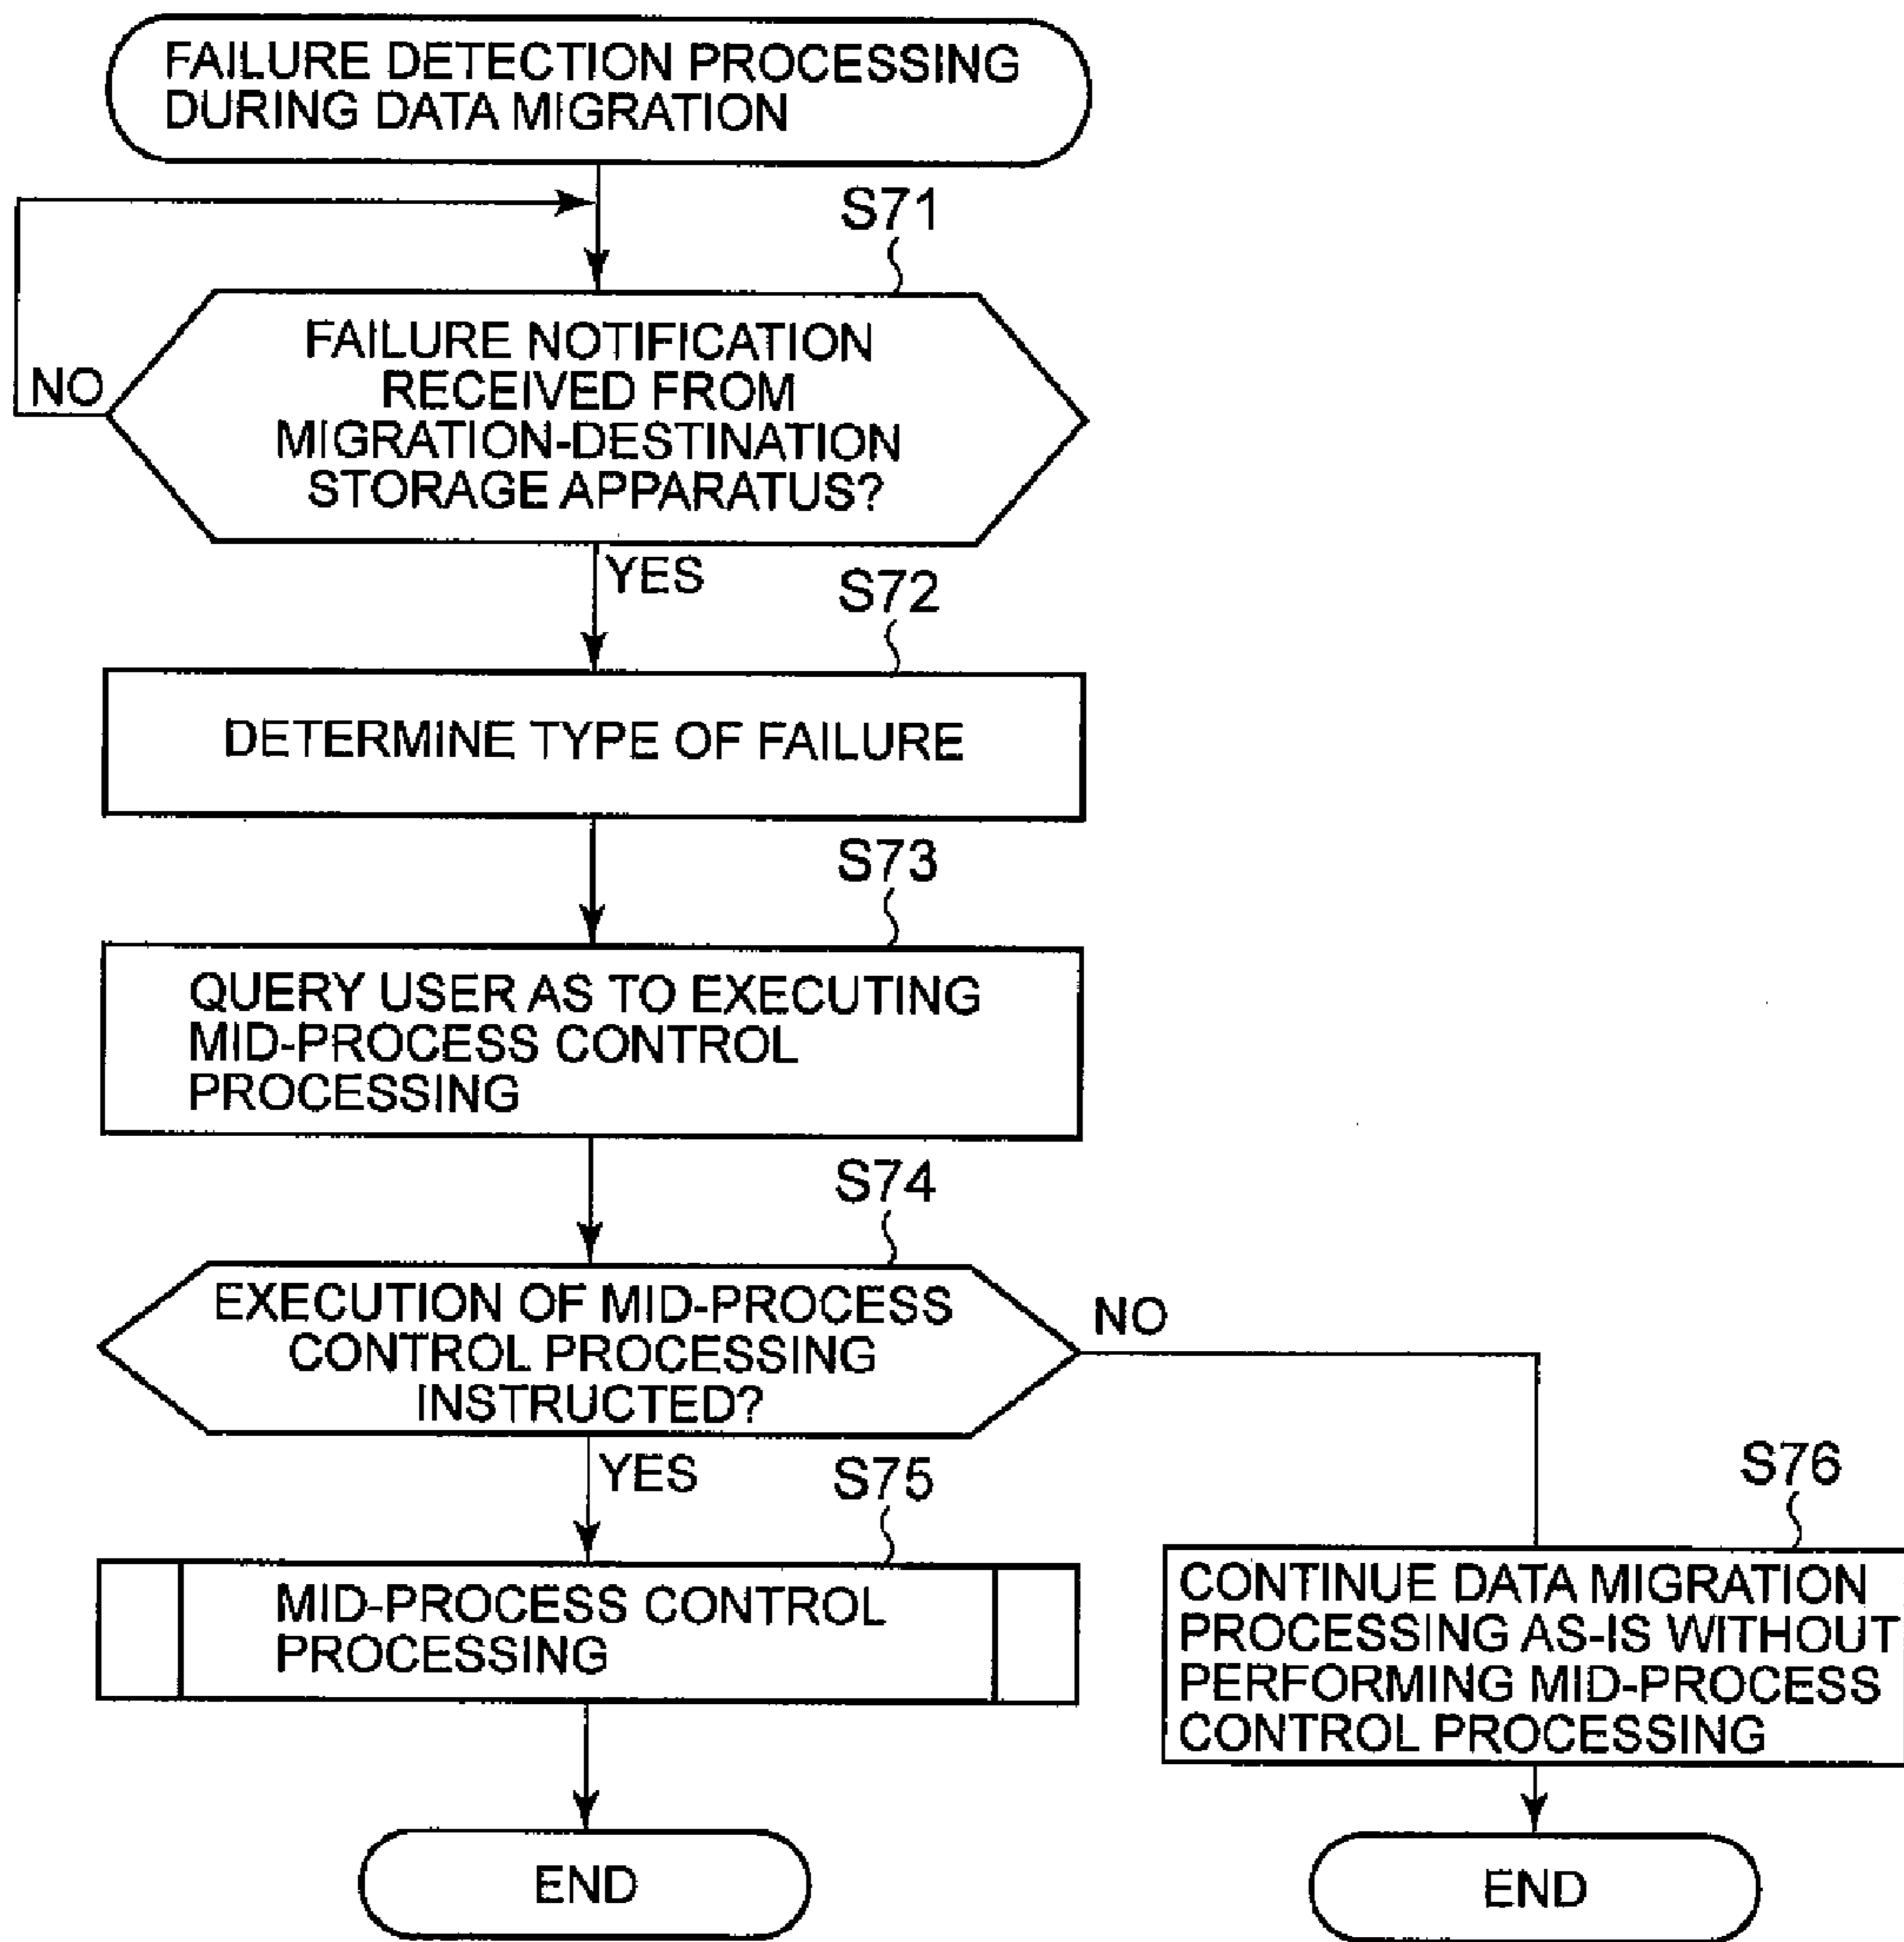 FAILURE DETECTION PROCESSING
DURING DATA MIGRATION
S71
FAILURE NOTIFICATION
RECEIVED FROM
MIGRATION-DESTINATION
STORAGE APPARATUS?
NO
YES
S72
DETERMINE TYPE OF FAILURE
S73
QUERY USER AS TO EXECUTING
MID-PROCESS CONTROL
PROCESSING
S74
EXECUTION OF MID-PROCESS
CONTROL PROCESSING
INSTRUCTED?
NO
YES
S75
MID-PROCESS CONTROL
PROCESSING
S76
CONTINUE DATA MIGRATION
PROCESSING AS-IS WITHOUT
PERFORMING MID-PROCESS
CONTROL PROCESSING
END
END